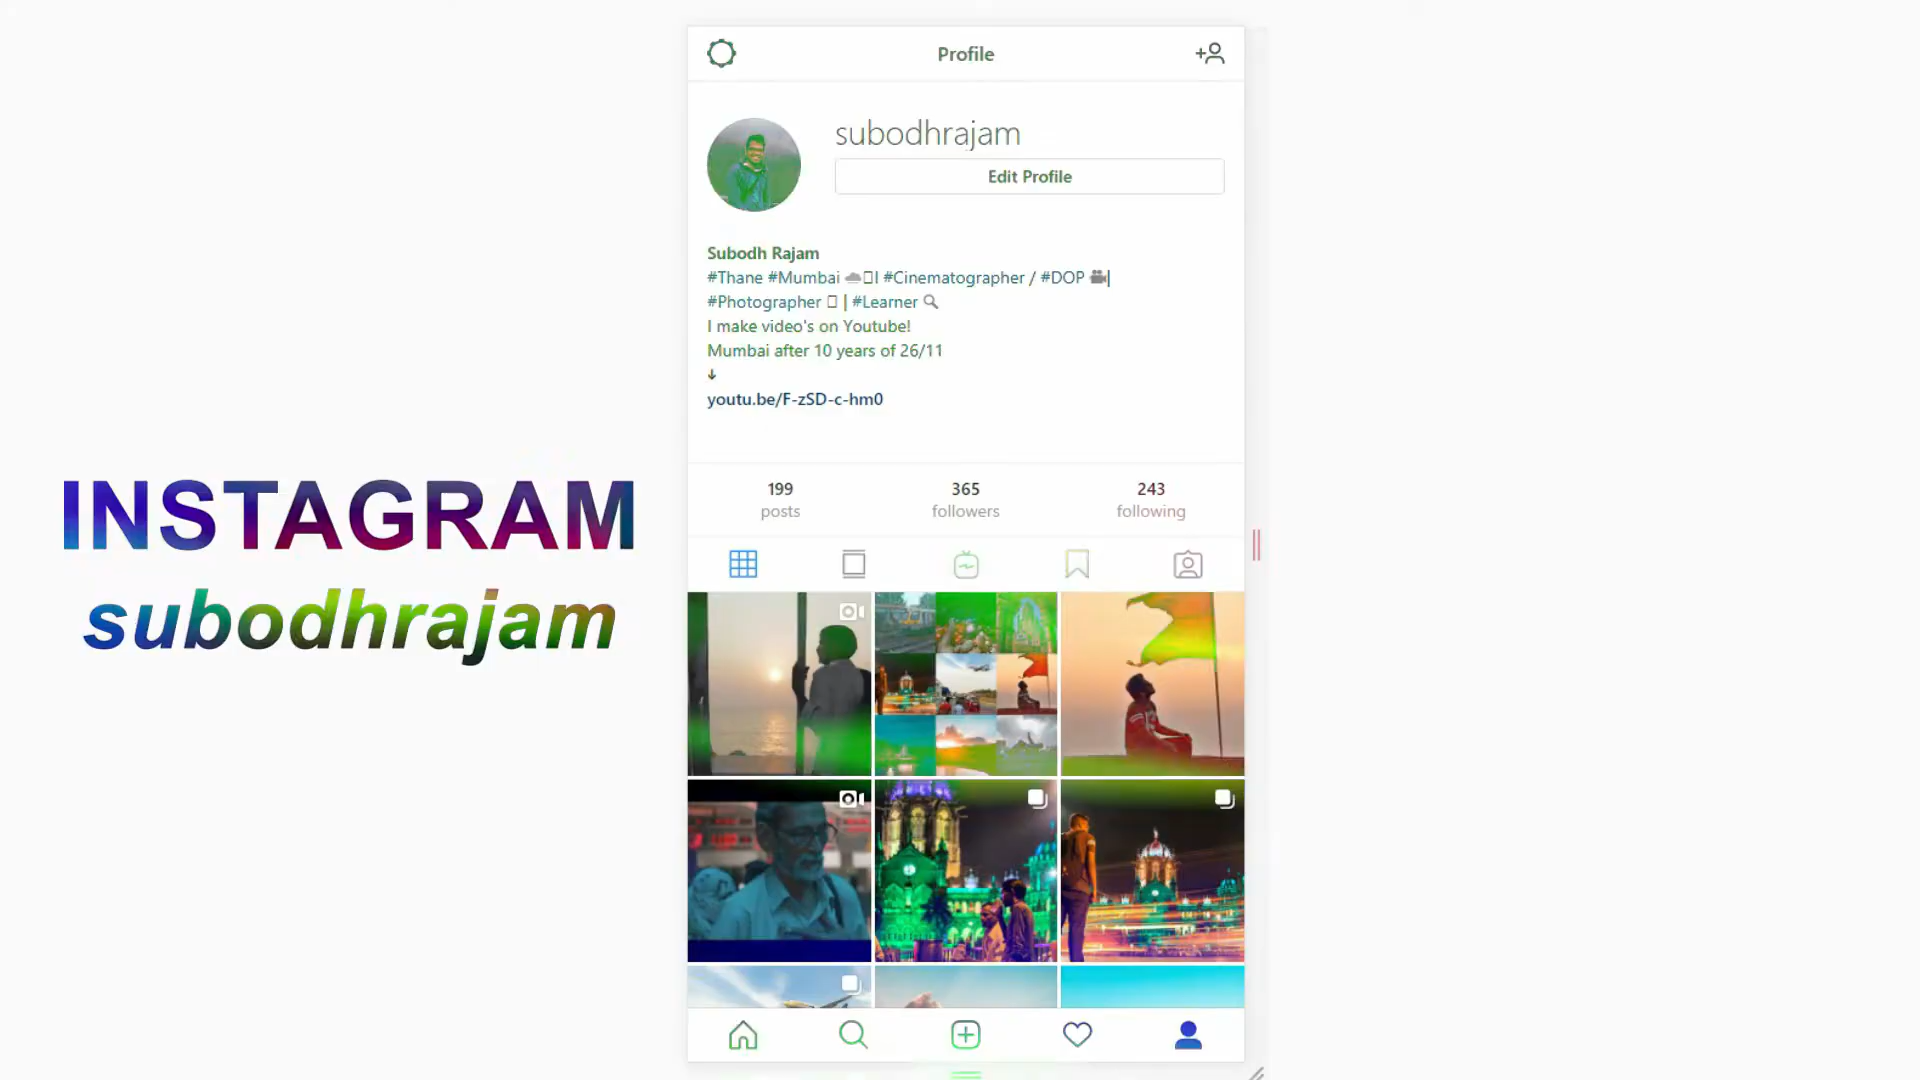 Profile
subodhrajam
Edit Profile
Subodh Rajam
#Thane #Mumbai ☁️▯I #Cinematographer / #DOP 🎥|
#Photographer ▯ | #Learner 🔍
I make video's on Youtube!
Mumbai after 10 years of 26/11
↓
youtu.be/F-zSD-c-hm0
INSTAGRAM
subodhrajam
199 365 243
posts followers following